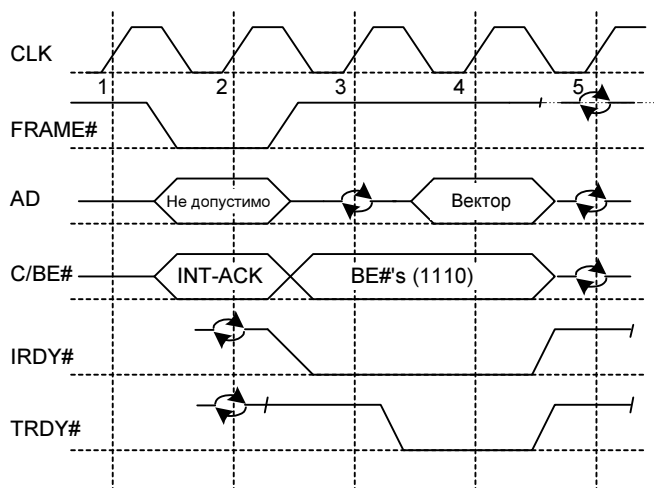 CLK
1 2 3 4 5
FRAME#
AD Не допустимо Вектор
C/BE# INT-ACK BE#'s (1110)
IRDY#
TRDY#